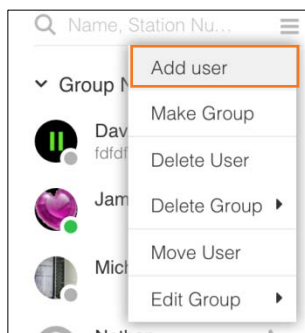 Name, Station Nu...
Add user
Group N
Make Group
Dav
fdfdf
Delete User
Jam
Delete Group
Move User
Mich
Edit Group